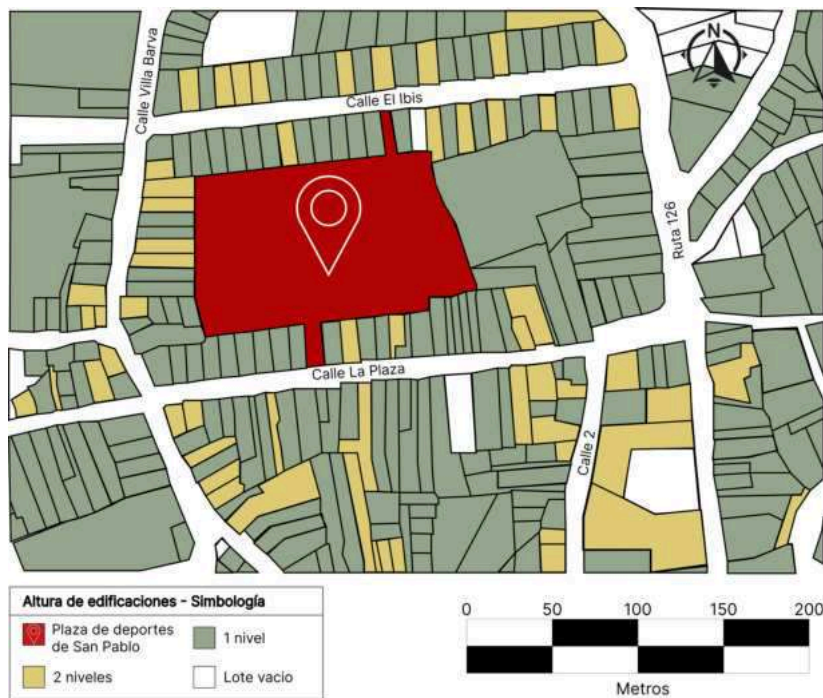 N
Calle Villa Barva
Calle El Ibis
Ruta 126
Calle La Plaza
Calle 2
Altura de edificaciones - Simbología
Plaza de deportes
de San Pablo
1 nivel
2 niveles
Lote vacio
0 50 100 150 200
Metros